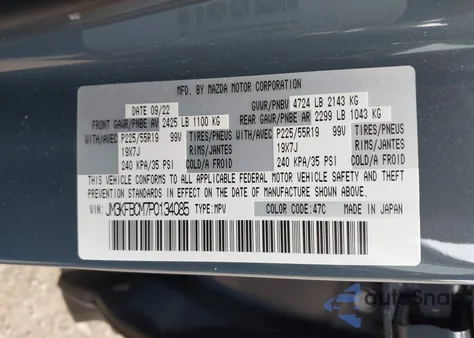 MFD. BY MAZDA MOTOR CORPORATION
DATE 09/22 GVWR/PNBV 4724 LB 2143 KG
FRONT GAWR/PNBE AV 2425 LB 1100 KG REAR GAWR/PNBE AR 2299 LB 1043 KG
WITH/AVEC P225/55R19 99V TIRES/PNEUS WITH/AVEC P225/55R19 99V TIRES/PNEUS
19X7J RIMS/JANTES 19X7J RIMS/JANTES
240 KPA/35 PSI COLD/A FROID 240 KPA/35 PSI COLD/A FROID
THIS VEHICLE CONFORMS TO ALL APPLICABLE FEDERAL MOTOR VEHICLE SAFETY, BUMPER AND THEFT
PREVENTION STANDARDS IN EFFECT ON THE DATE OF MANUFACTURE SHOWN ABOVE.
VIN: JM3KFBCM7P0134085 TYPE:MPV COLOR CODE:47C MADE IN JAPAN
autoSnap